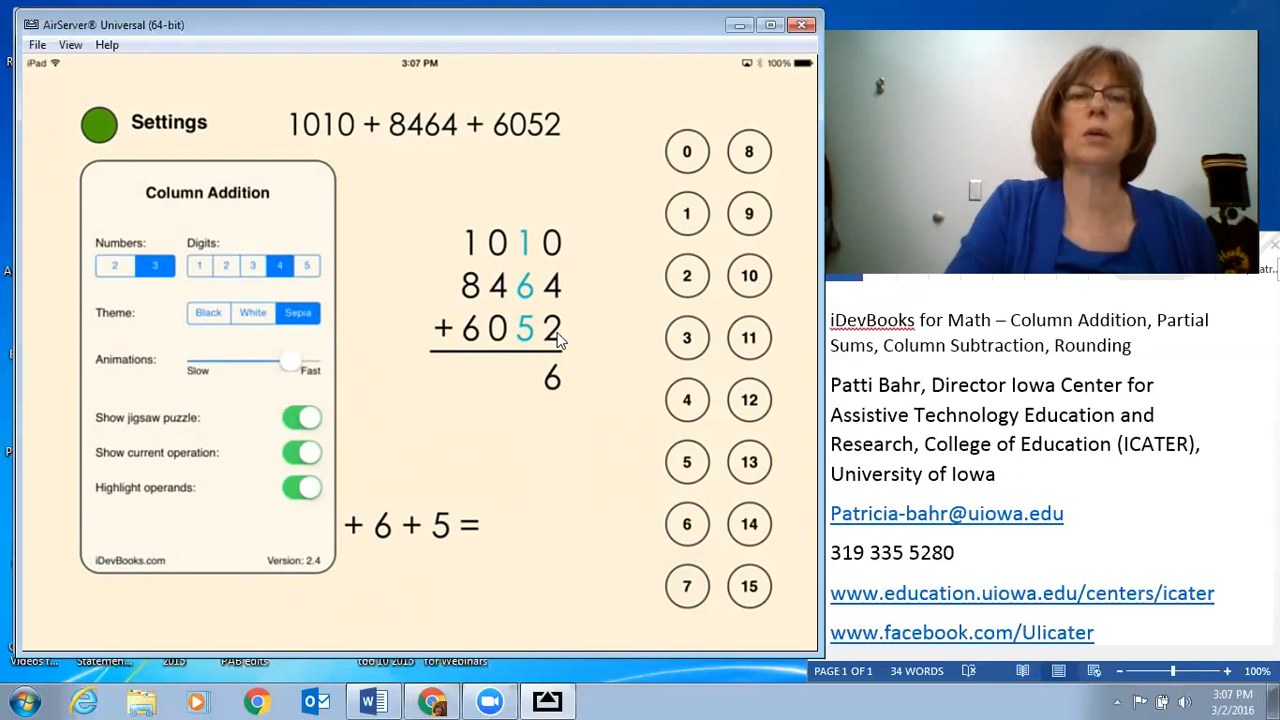 AirServer® Universal (64-bit)
File View Help
iPad 3:07 PM 100%
Settings
1010 + 8464 + 6052
Column Addition
Numbers: Digits:
2 3 1 2 3 4 5
Theme: Black White Sepia
Animations:
Slow Fast
Show jigsaw puzzle:
Show current operation:
Highlight operands:
iDevBooks.com Version: 2.4
1 0 1 0
8 4 6 4
+ 6 0 5 2
6
+ 6 + 5 =
0 8
1 9
2 10
3 11
4 12
5 13
6 14
7 15
iDevBooks for Math – Column Addition, Partial
Sums, Column Subtraction, Rounding
Patti Bahr, Director Iowa Center for
Assistive Technology Education and
Research, College of Education (ICATER),
University of Iowa
Patricia-bahr@uiowa.edu
319 335 5280
www.education.uiowa.edu/centers/icater
www.facebook.com/UIicater
PAGE 1 OF 1 34 WORDS 100%
Videos f... Statement... 2015 PAB edits for Webinars
3:07 PM
3/2/2016